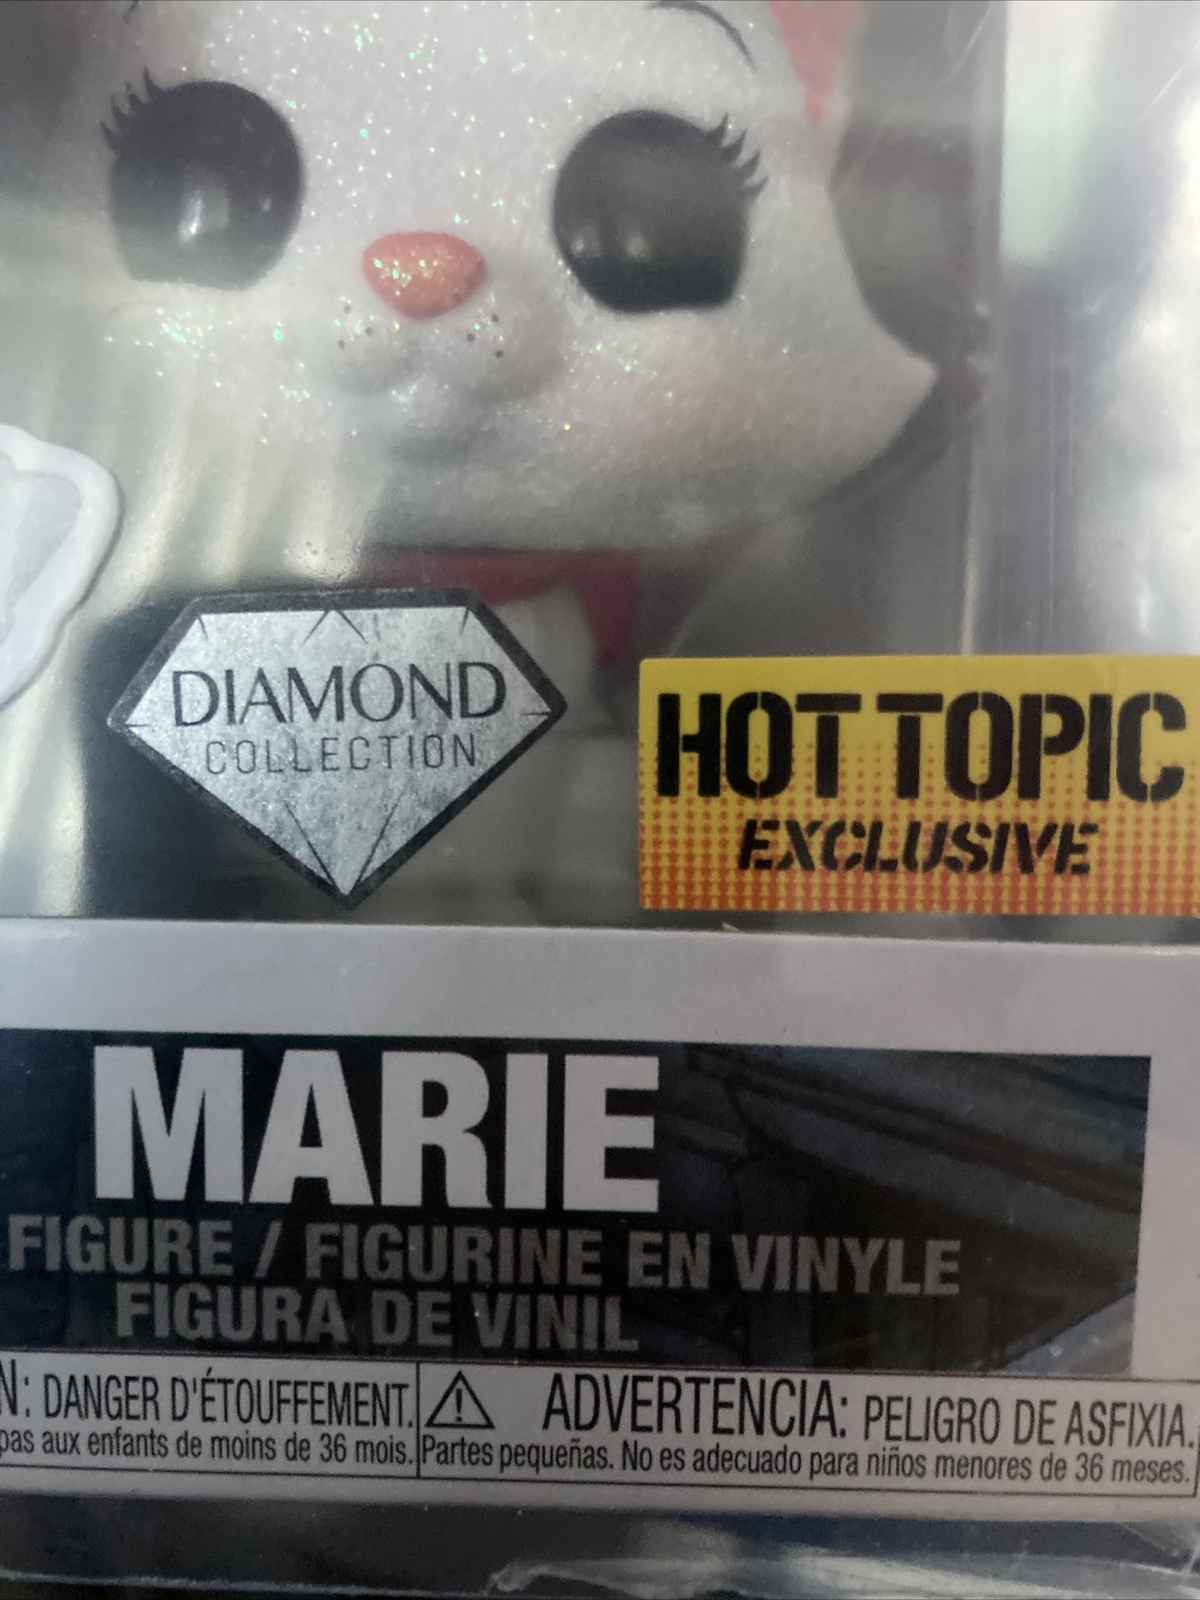 DIAMOND
COLLECTION
HOT TOPIC
EXCLUSIVE
MARIE
FIGURE / FIGURINE EN VINYLE
FIGURA DE VINIL
N: DANGER D'ÉTOUFFEMENT.
pas aux enfants de moins de 36 mois.
ADVERTENCIA: PELIGRO DE ASFIXIA.
Partes pequeñas. No es adecuado para niños menores de 36 meses.